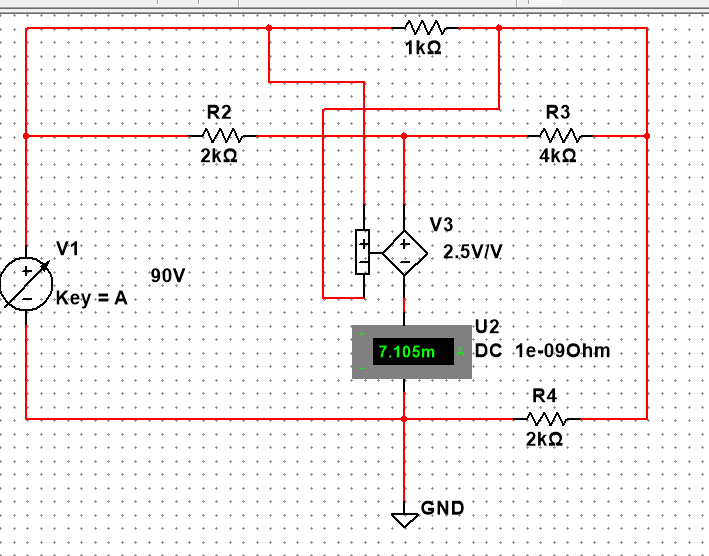 1kΩ
R2
2kΩ
R3
4kΩ
V1
90V
Key = A
V3
2.5V/V
U2
7.105m A
DC 1e-09Ohm
R4
2kΩ
GND